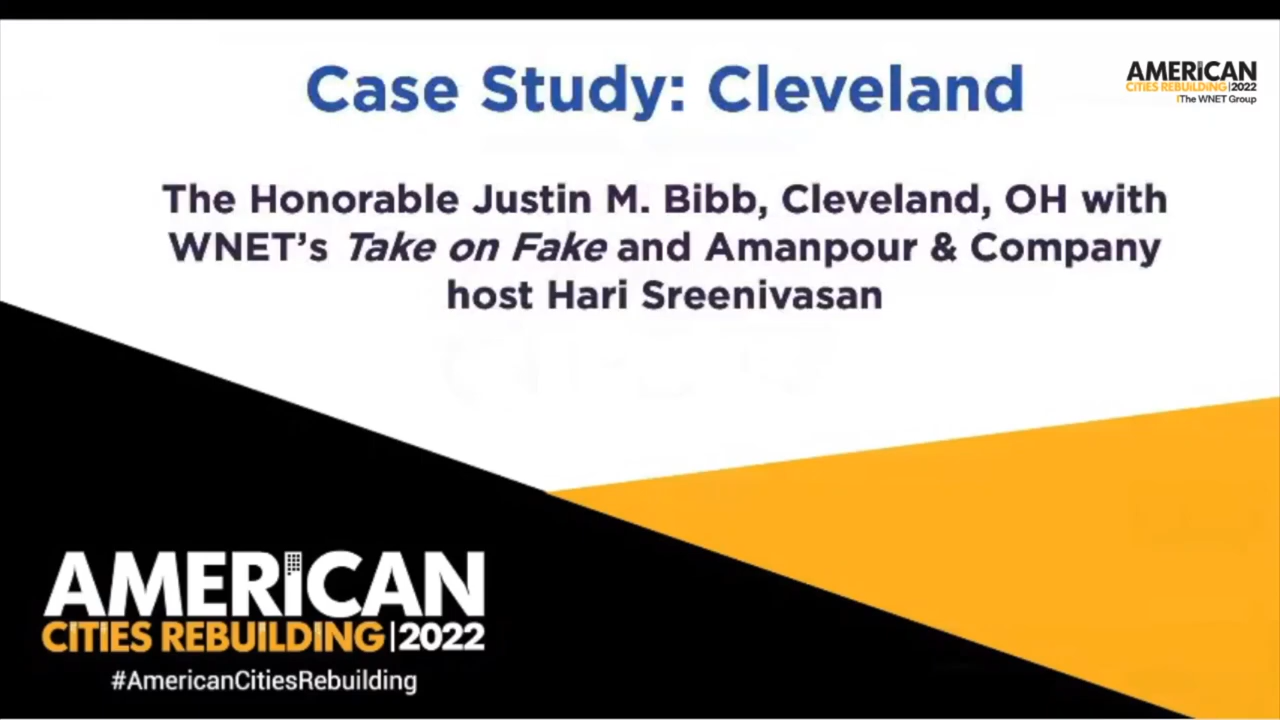 Case Study: Cleveland
AMERICAN
CITIES REBUILDING|2022
The WNET Group
The Honorable Justin M. Bibb, Cleveland, OH with
WNET’s Take on Fake and Amanpour & Company
host Hari Sreenivasan
AMERICAN
CITIES REBUILDING|2022
#AmericanCitiesRebuilding